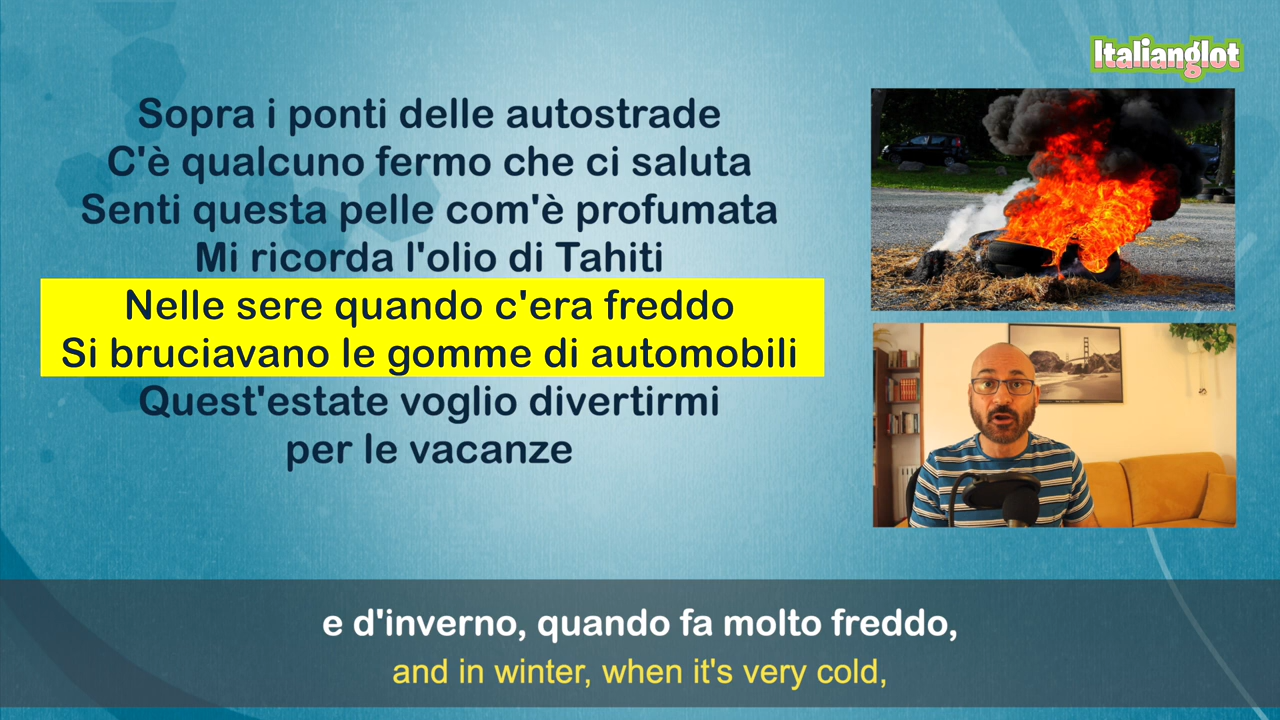 Italianglot
Sopra i ponti delle autostrade
C'è qualcuno fermo che ci saluta
Senti questa pelle com'è profumata
Mi ricorda l'olio di Tahiti
Nelle sere quando c'era freddo
Si bruciavano le gomme di automobili
Quest'estate voglio divertirmi
per le vacanze
e d'inverno, quando fa molto freddo,
and in winter, when it's very cold,